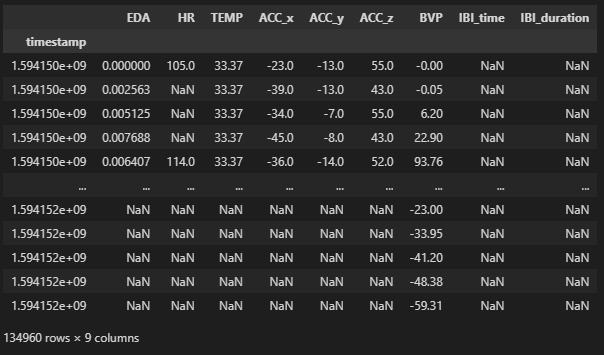 EDA HR TEMP ACC_x ACC_y ACC_z BVP IBI_time IBI_duration
timestamp
1.594150e+09 0.000000 105.0 33.37 -23.0 -13.0 55.0 -0.00 NaN NaN
1.594150e+09 0.002563 NaN 33.37 -39.0 -13.0 43.0 -0.05 NaN NaN
1.594150e+09 0.005125 NaN 33.37 -34.0 -7.0 55.0 6.20 NaN NaN
1.594150e+09 0.007688 NaN 33.37 -45.0 -8.0 43.0 22.90 NaN NaN
1.594150e+09 0.006407 114.0 33.37 -36.0 -14.0 52.0 93.76 NaN NaN
... ... ... ... ... ... ... ... ... ...
1.594152e+09 NaN NaN NaN NaN NaN NaN -23.00 NaN NaN
1.594152e+09 NaN NaN NaN NaN NaN NaN -33.95 NaN NaN
1.594152e+09 NaN NaN NaN NaN NaN NaN -41.20 NaN NaN
1.594152e+09 NaN NaN NaN NaN NaN NaN -48.38 NaN NaN
1.594152e+09 NaN NaN NaN NaN NaN NaN -59.31 NaN NaN
134960 rows × 9 columns